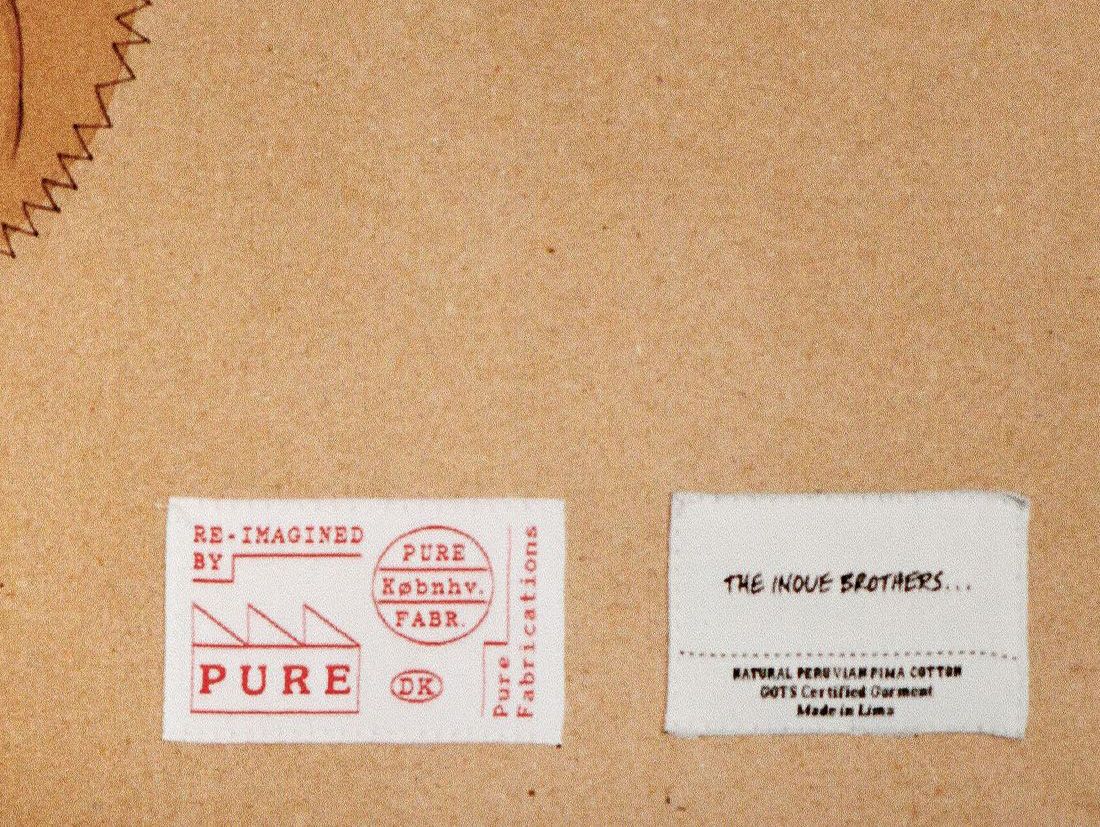 RE-IMAGINED
BY
PURE
PURE
Købnhv.
FABR.
DK
Pure
Fabrications
THE INOUE BROTHERS...
NATURAL PERUVIAN PIMA COTTON
GOTS Certified Garment
Made in Lima